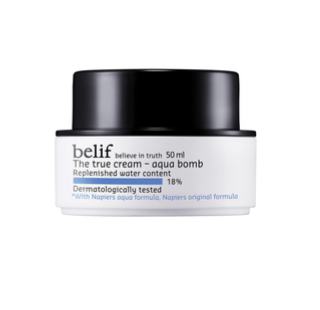 belif believe in truth 50 ml
The true cream – aqua bomb
Replenished water content
18%
Dermatologically tested
*With Napiers aqua formula, Napiers original formula